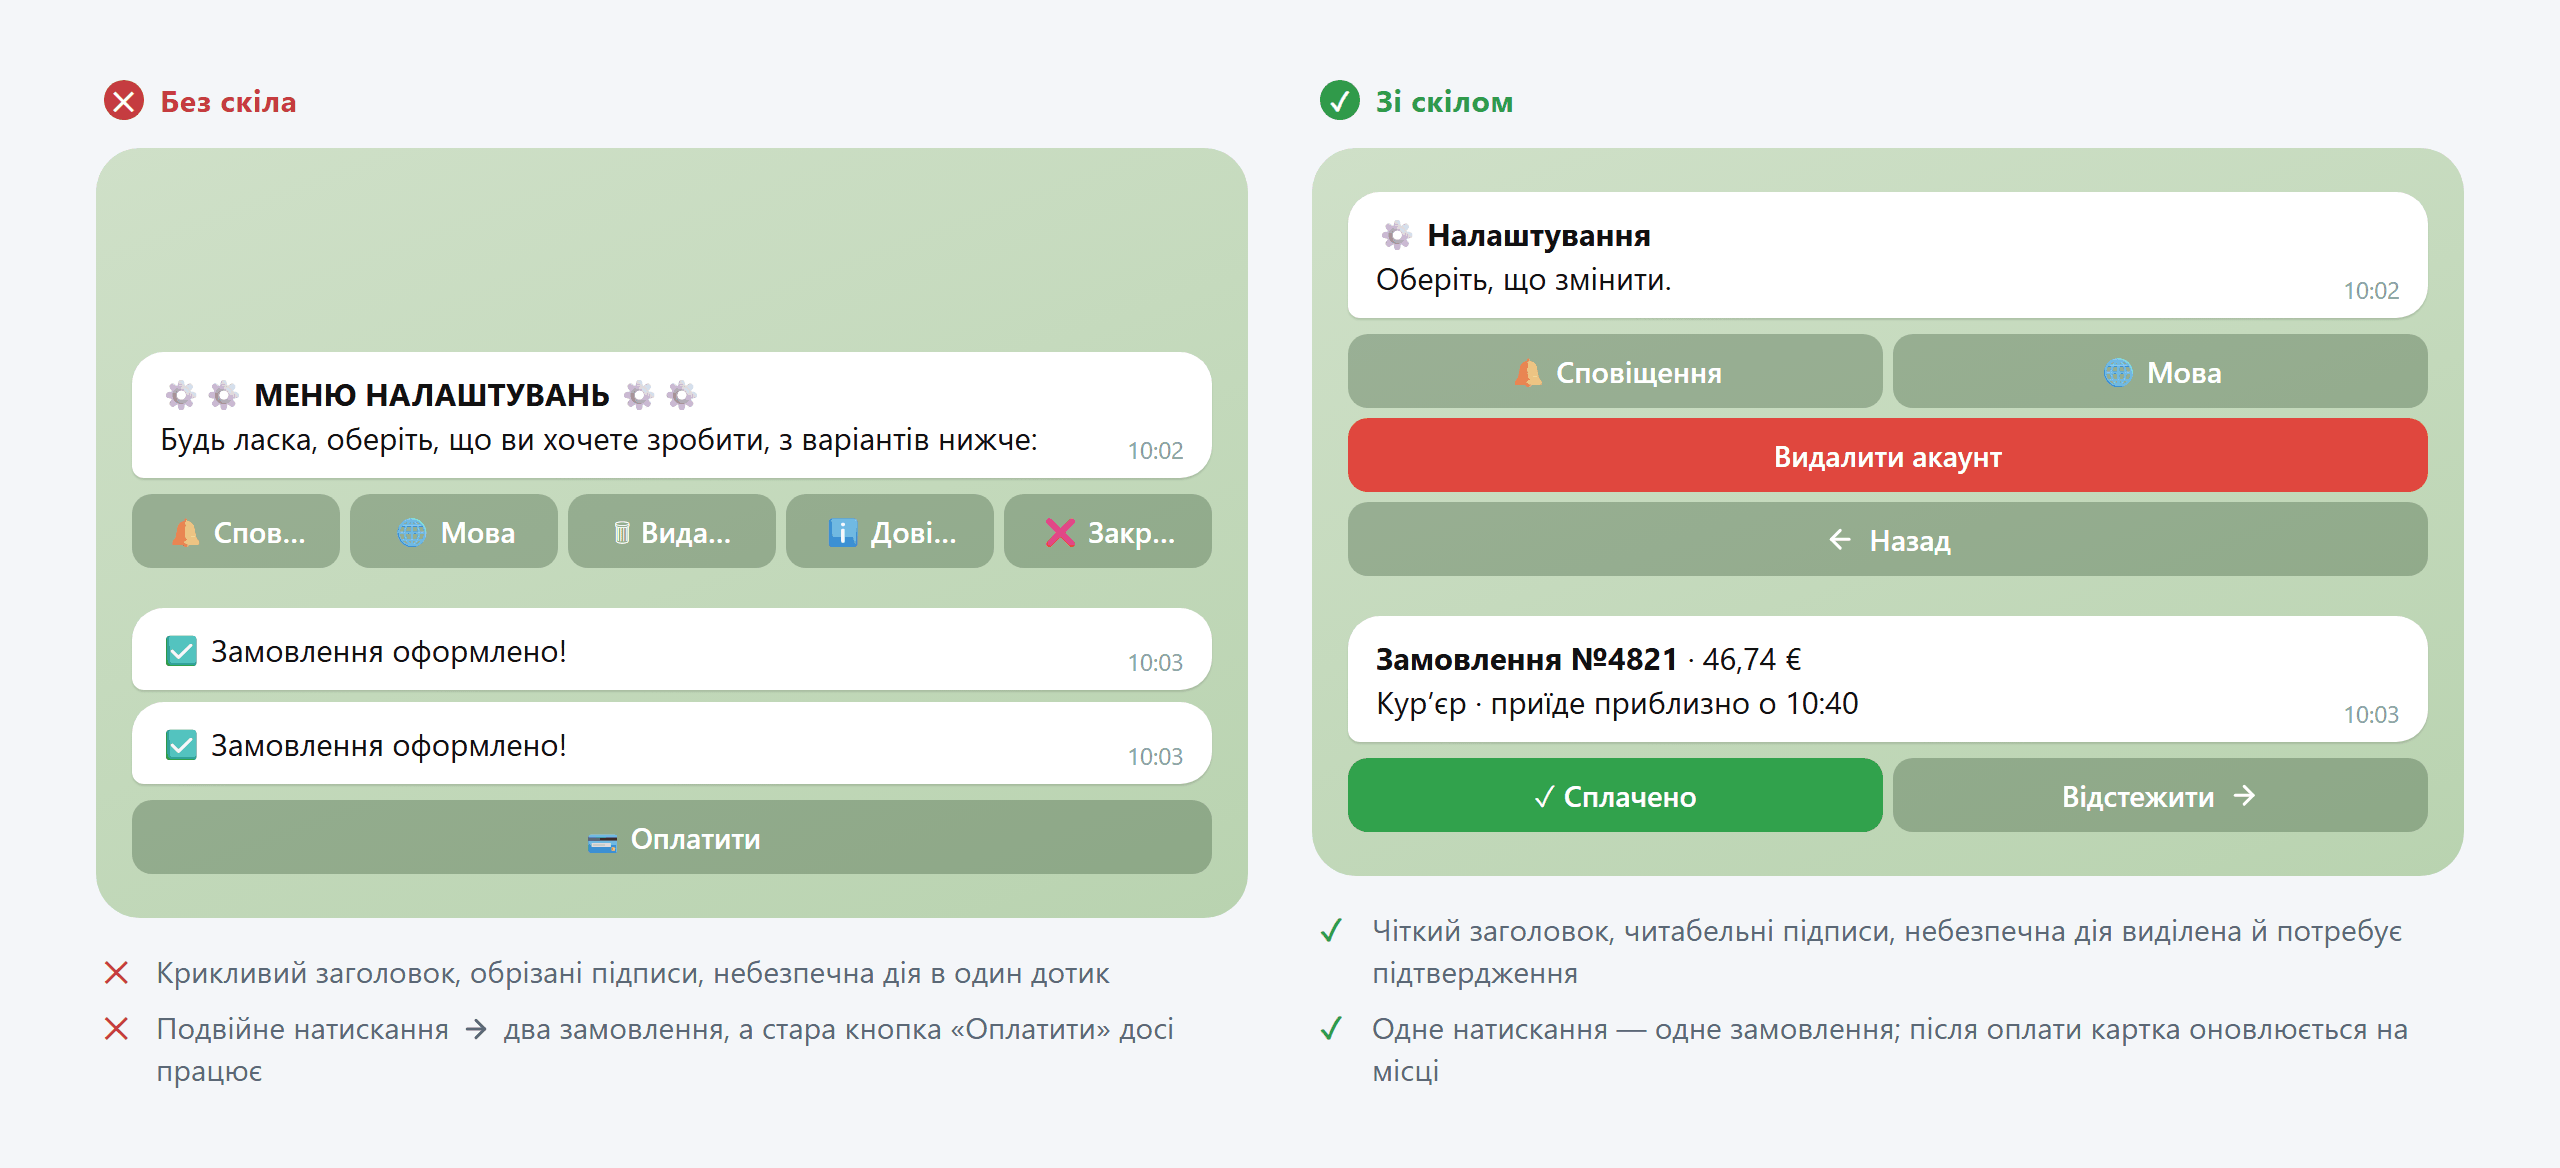 Без скіла
⚙️⚙️ МЕНЮ НАЛАШТУВАНЬ ⚙️⚙️
Будь ласка, оберіть, що ви хочете зробити, з варіантів нижче:
10:02
🔔 Спов...
🌐 Мова
🗑 Вида...
ℹ️ Дові...
❌ Закр...
✅ Замовлення оформлено!
10:03
✅ Замовлення оформлено!
10:03
💳 Оплатити
✕ Крикливий заголовок, обрізані підписи, небезпечна дія в один дотик
✕ Подвійне натискання → два замовлення, а стара кнопка «Оплатити» досі
працює
Зі скілом
⚙️ Налаштування
Оберіть, що змінити.
10:02
🔔 Сповіщення
🌐 Мова
Видалити акаунт
← Назад
Замовлення №4821 · 46,74 €
Кур’єр · приїде приблизно о 10:40
10:03
✓ Сплачено
Відстежити →
✓ Чіткий заголовок, читабельні підписи, небезпечна дія виділена й потребує
підтвердження
✓ Одне натискання — одне замовлення; після оплати картка оновлюється на
місці